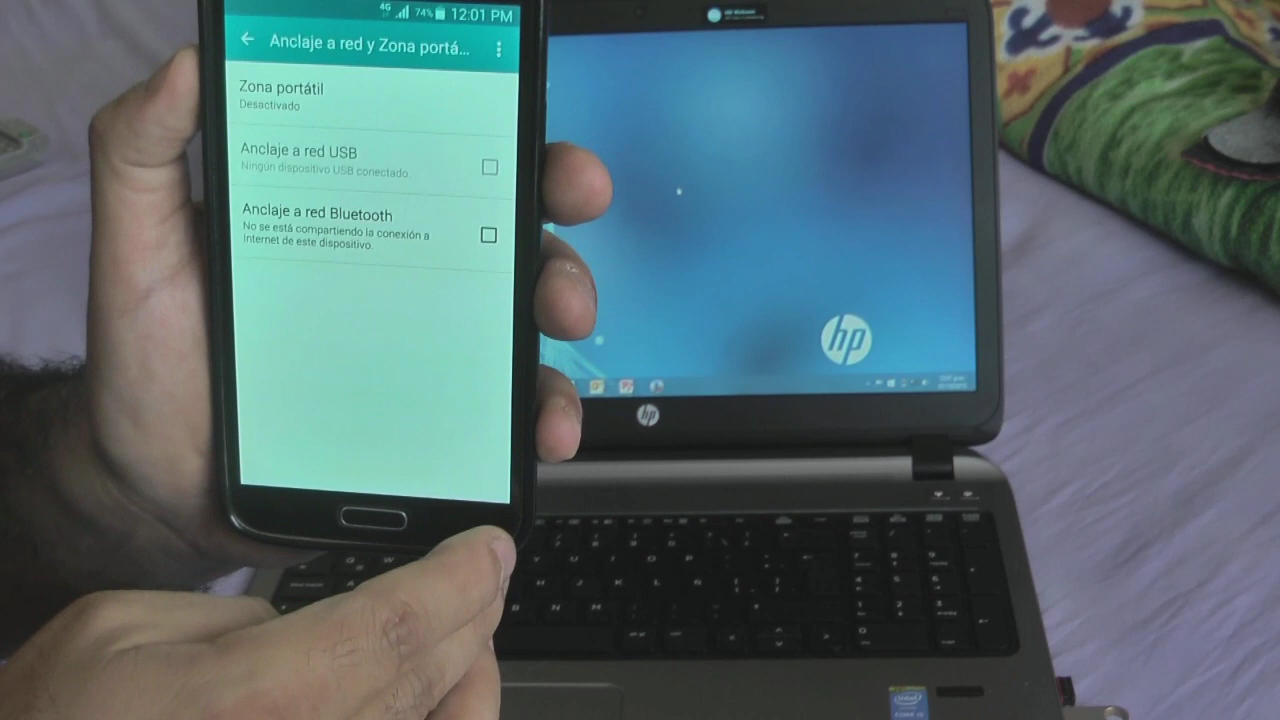 4G 74% 12:01 PM
Anclaje a red y Zona portá...
Zona portátil
Desactivado
Anclaje a red USB
Ningún dispositivo USB conectado.
Anclaje a red Bluetooth
No se está compartiendo la conexión a
Internet de este dispositivo.
hp
hp
Y U I O P
H J K L Ñ
B N M
intel